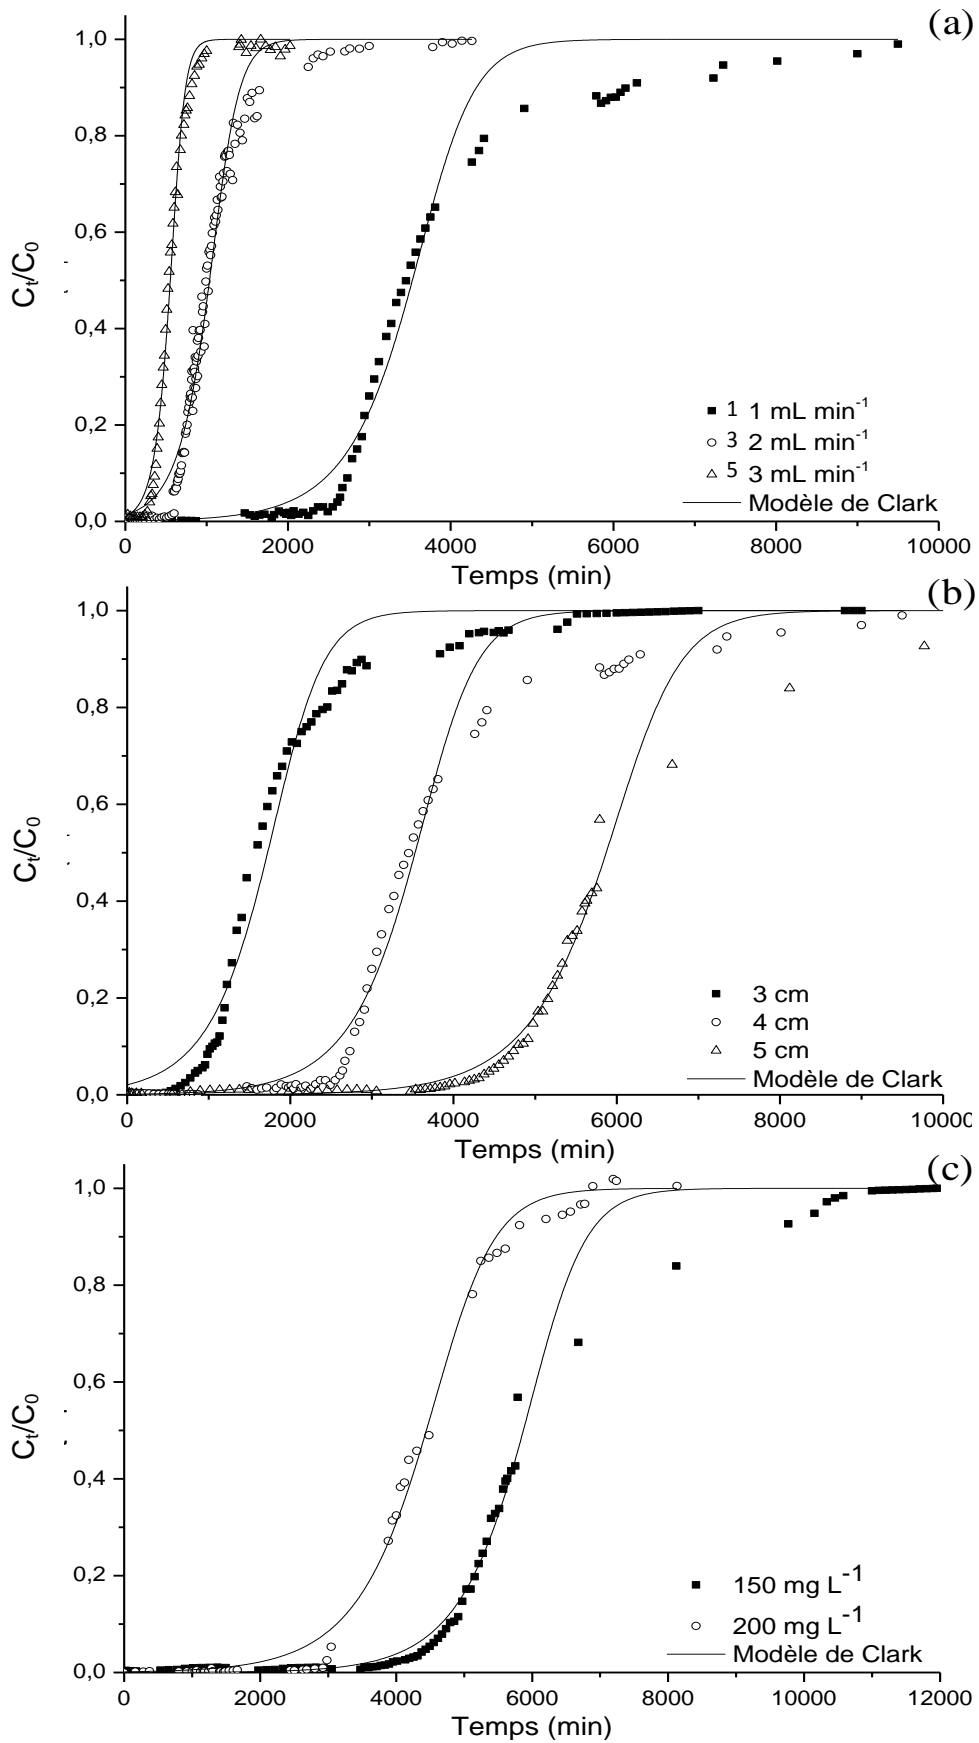 (a)
1,0
0,8
0,6
0,4
0,2
0,0
Ct/C0
1 1 mL min-1
3 2 mL min-1
5 3 mL min-1
Modèle de Clark
0 2000 4000 6000 8000 10000
Temps (min)
(b)
1,0
0,8
0,6
0,4
0,2
0,0
Ct/C0
3 cm
4 cm
5 cm
Modèle de Clark
0 2000 4000 6000 8000 10000
Temps (min)
(c)
1,0
0,8
0,6
0,4
0,2
0,0
Ct/C0
150 mg L-1
200 mg L-1
Modèle de Clark
0 2000 4000 6000 8000 10000 12000
Temps (min)